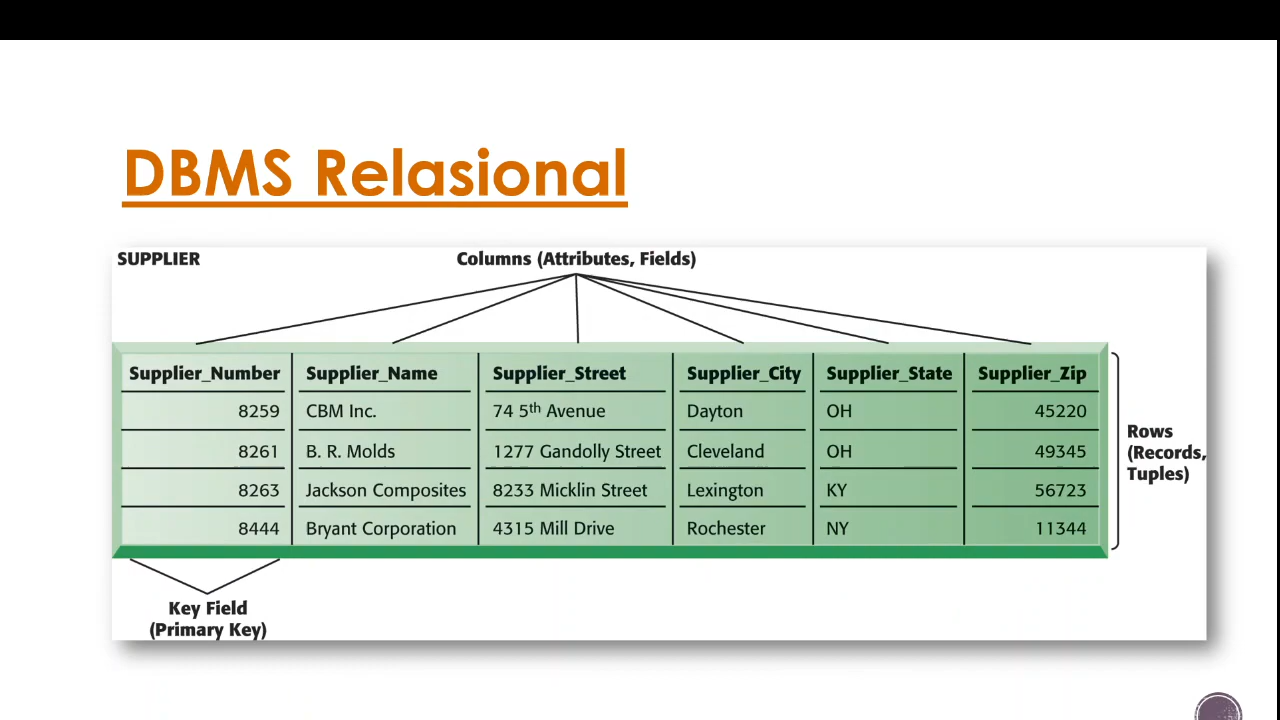 DBMS Relasional
SUPPLIER
Columns (Attributes, Fields)
Supplier_Number Supplier_Name Supplier_Street Supplier_City Supplier_State Supplier_Zip
8259 CBM Inc. 74 5th Avenue Dayton OH 45220
8261 B. R. Molds 1277 Gandolly Street Cleveland OH 49345
8263 Jackson Composites 8233 Micklin Street Lexington KY 56723
8444 Bryant Corporation 4315 Mill Drive Rochester NY 11344
Rows
(Records,
Tuples)
Key Field
(Primary Key)